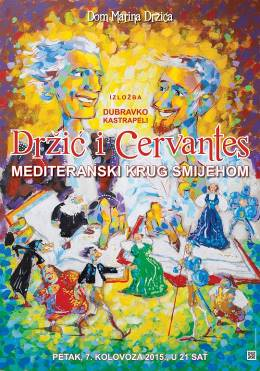 Dom Marina Držića
IZLOŽBA
DUBRAVKO
KASTRAPELI
Držić i Cervantes
MEDITERANSKI KRUG SMIJEHOM
PETAK, 7. KOLOVOZA 2015., U 21 SAT